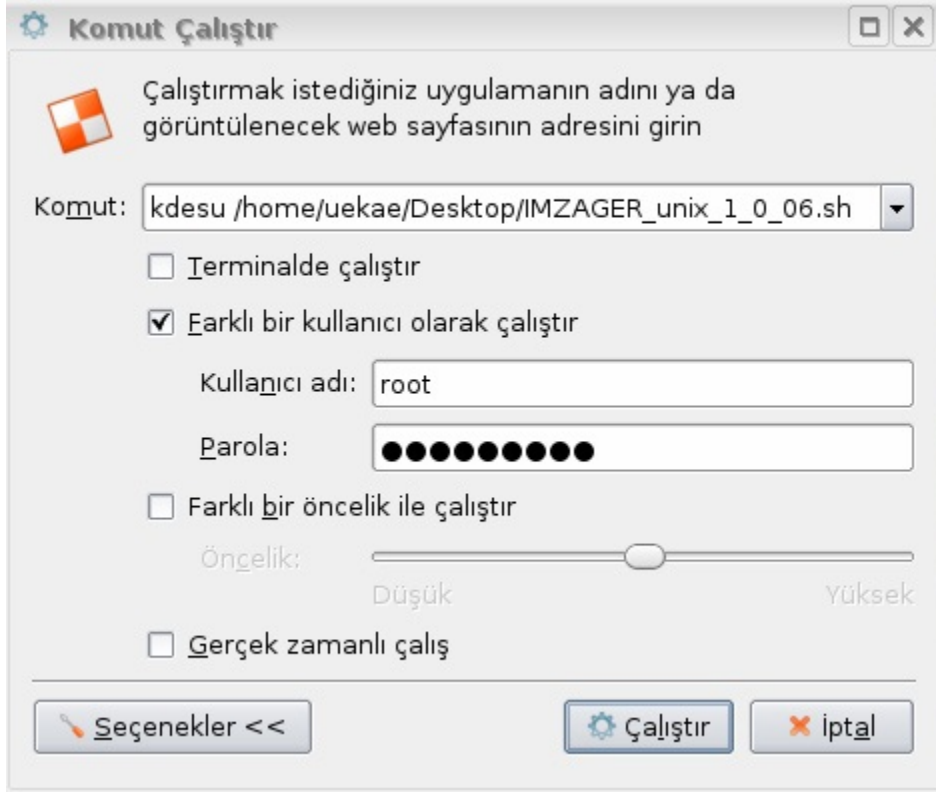 Komut Çalıştır
Çalıştırmak istediğiniz uygulamanın adını ya da
görüntülenecek web sayfasının adresini girin
Komut: kdesu /home/uekae/Desktop/IMZAGER_unix_1_0_06.sh
Terminalde çalıştır
Farklı bir kullanıcı olarak çalıştır
Kullanıcı adı: root
Parola: ●●●●●●●●●
Farklı bir öncelik ile çalıştır
Önçelik:
Düşük Yüksek
Gerçek zamanlı çalış
Seçenekler << Çalıştır İptal